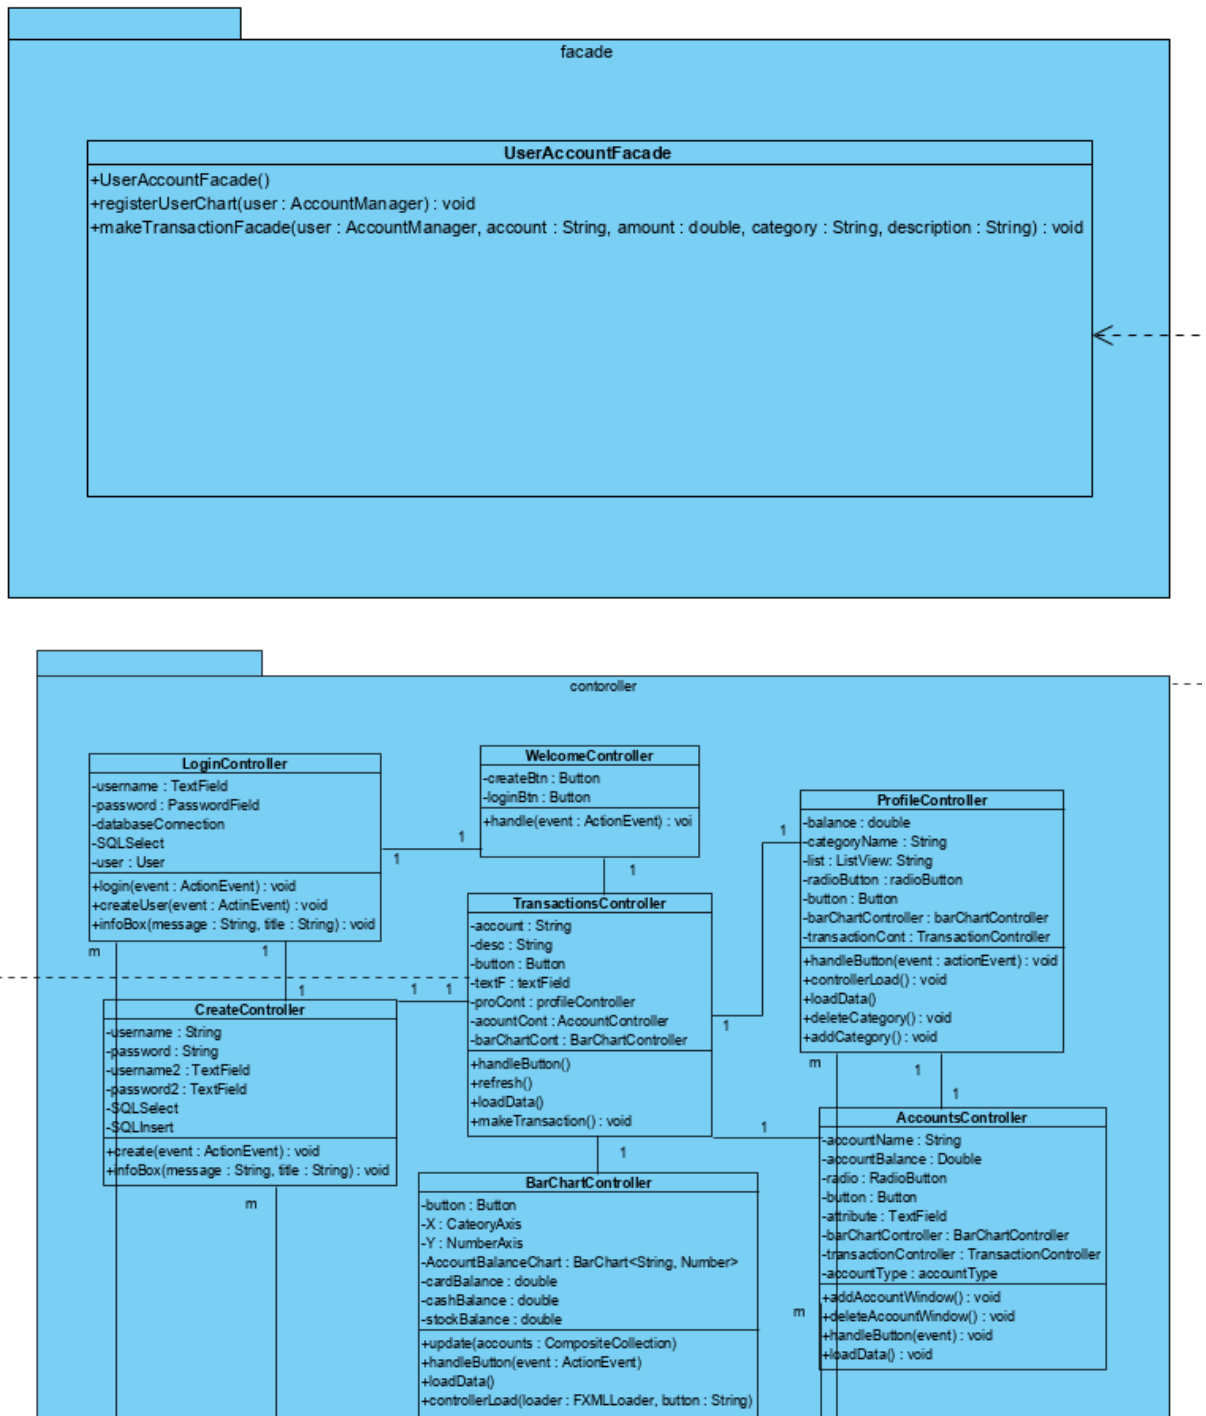 facade
UserAccountFacade
+UserAccountFacade()
+registerUserChart(user : AccountManager) : void
+makeTransactionFacade(user : AccountManager, account : String, amount : double, category : String, description : String) : void
contoroller
LoginController
-username : TextField
-password : PasswordField
-databaseConnection
-SQLSelect
-user : User
+login(event : ActionEvent) : void
+createUser(event : ActinEvent) : void
+infoBox(message : String, title : String) : void
m
1
1
1
WelcomeController
-createBtn : Button
-loginBtn : Button
+handle(event : ActionEvent) : voi
1
TransactionsController
-account : String
-desc : String
-button : Button
-textF : textField
-proCont : profileController
-acountCont : AccountController
-barChartCont : BarChartController
+handleButton()
+refresh()
+loadData()
+makeTransaction() : void
1
1
1
ProfileController
-balance : double
-categoryName : String
-list : ListView: String
-radioButton : radioButton
-button : Button
-barChartController : barChartController
-transactionCont : TransactionController
+handleButton(event : actionEvent) : void
+controllerLoad() : void
+loadData()
+deleteCategory() : void
+addCategory() : void
m
1
1
1
CreateController
-username : String
-password : String
-username2 : TextField
-password2 : TextField
-SQLSelect
-SQLInsert
+create(event : ActionEvent) : void
+infoBox(message : String, title : String) : void
m
1
1
BarChartController
-button : Button
-X : CateoryAxis
-Y : NumberAxis
-AccountBalanceChart : BarChart<String, Number>
-cardBalance : double
-cashBalance : double
-stockBalance : double
+update(accounts : CompositeCollection)
+handleButton(event : ActionEvent)
+loadData()
+controllerLoad(loader : FXMLLoader, button : String)
AccountsController
-accountName : String
-accountBalance : Double
-radio : RadioButton
-button : Button
-attribute : TextField
-barChartController : BarChartController
-transactionController : TransactionController
-accountType : accountType
+addAccountWindow() : void
+deleteAccountWindow() : void
+handleButton(event) : void
+loadData() : void
m